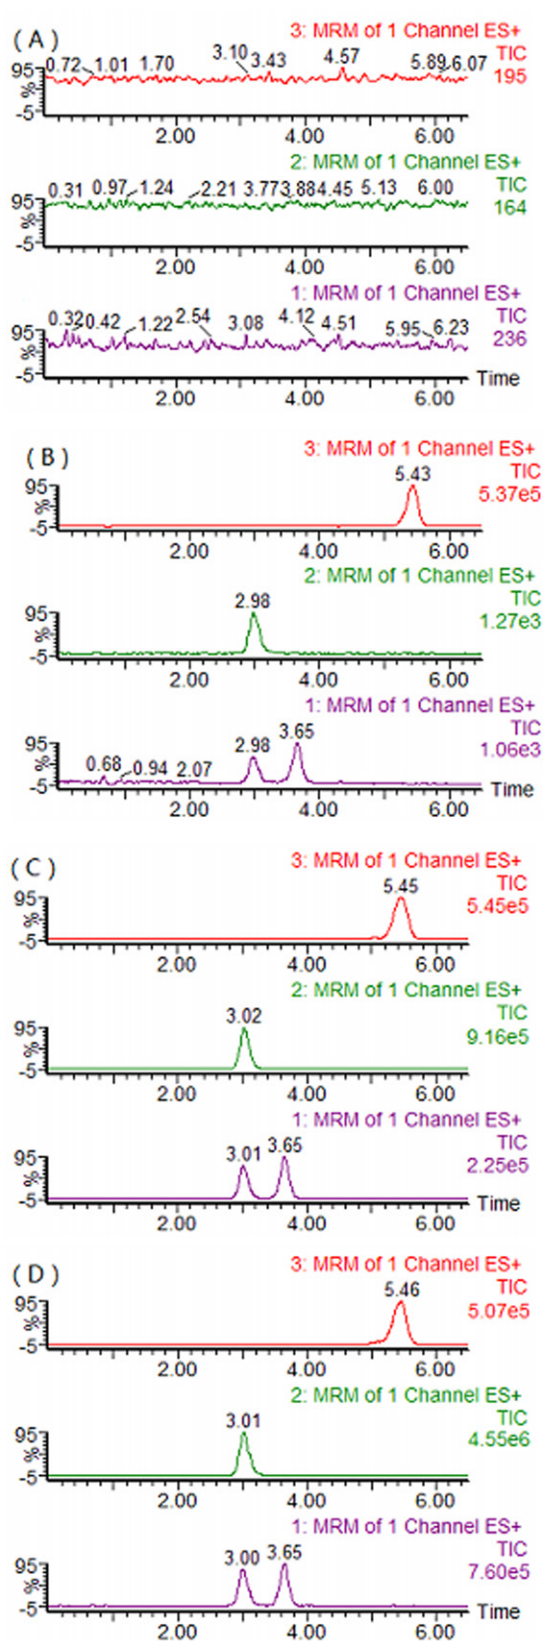 ( A )
3: MRM of 1 Channel ES+
TIC
195
0.72 1.01 1.70 3.10 3.43 4.57 5.89 6.07
95
%
-5
2.00 4.00 6.00
2: MRM of 1 Channel ES+
TIC
164
0.31 0.97 1.24 2.21 3.77 3.88 4.45 5.13 6.00
95
%
-5
2.00 4.00 6.00
1: MRM of 1 Channel ES+
TIC
236
0.32 0.42 1.22 2.54 3.08 4.12 4.51 5.95 6.23
95
%
-5
Time
2.00 4.00 6.00
( B )
3: MRM of 1 Channel ES+
TIC
5.37e5
5.43
95
%
-5
2.00 4.00 6.00
2: MRM of 1 Channel ES+
TIC
1.27e3
2.98
95
%
-5
2.00 4.00 6.00
1: MRM of 1 Channel ES+
TIC
1.06e3
0.68 0.94 2.07 2.98 3.65
95
%
-5
Time
2.00 4.00 6.00
( C )
3: MRM of 1 Channel ES+
TIC
5.45e5
5.45
95
%
-5
2.00 4.00 6.00
2: MRM of 1 Channel ES+
TIC
9.16e5
3.02
95
%
-5
2.00 4.00 6.00
1: MRM of 1 Channel ES+
TIC
2.25e5
3.01 3.65
95
%
-5
Time
2.00 4.00 6.00
( D )
3: MRM of 1 Channel ES+
TIC
5.07e5
5.46
95
%
-5
2.00 4.00 6.00
2: MRM of 1 Channel ES+
TIC
4.55e6
3.01
95
%
-5
2.00 4.00 6.00
1: MRM of 1 Channel ES+
TIC
7.60e5
3.00 3.65
95
%
-5
Time
2.00 4.00 6.00